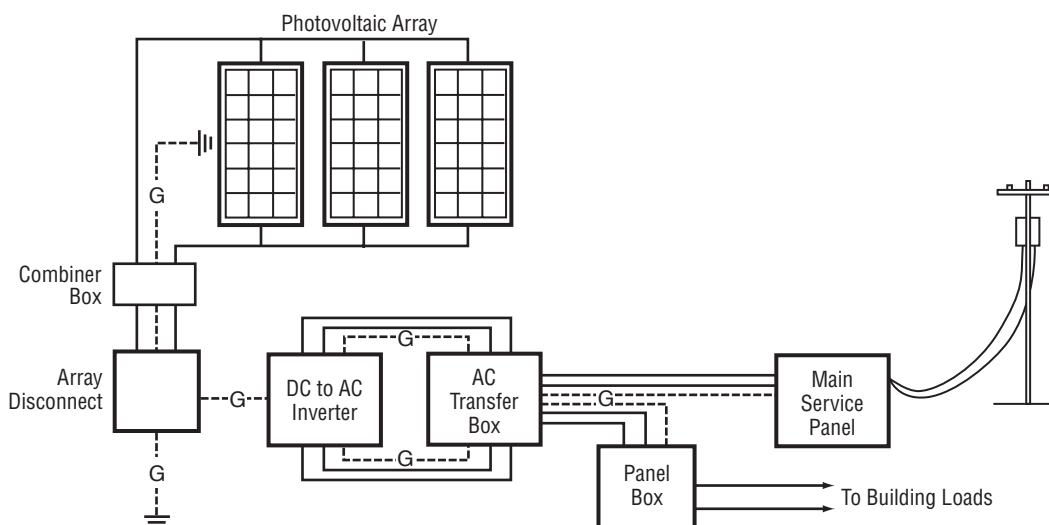 Photovoltaic Array
G
Combiner
Box
Array
Disconnect
G
G
DC to AC
Inverter
G
G
AC
Transfer
Box
G
Main
Service
Panel
Panel
Box
To Building Loads